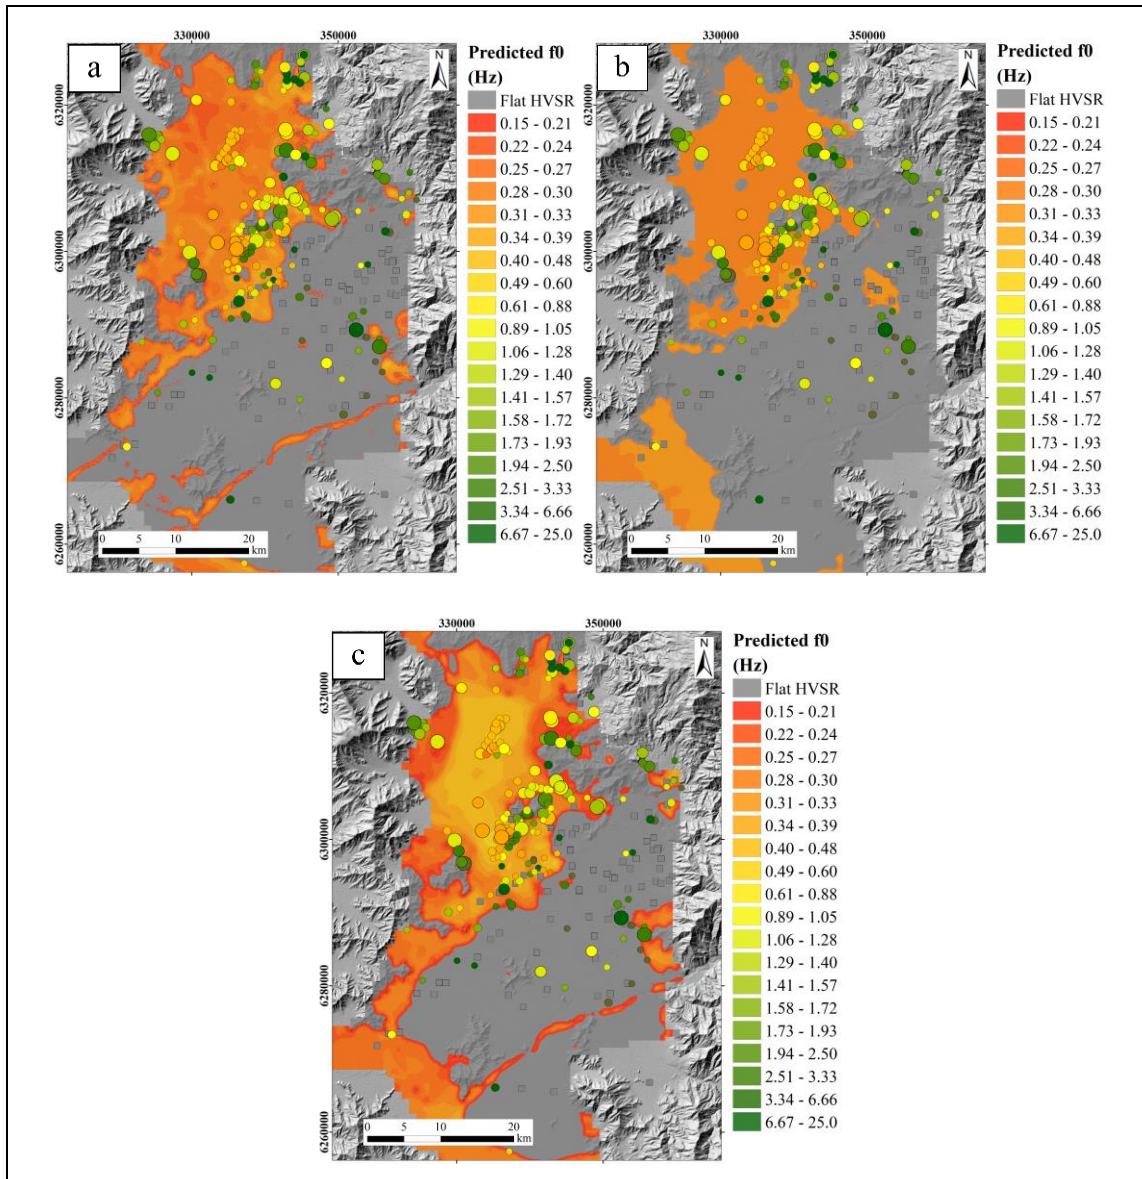 a
330000
350000
N
6320000
6300000
6280000
6260000
0 5 10 20
km
Predicted f0
(Hz)
Flat HVSR
0.15 - 0.21
0.22 - 0.24
0.25 - 0.27
0.28 - 0.30
0.31 - 0.33
0.34 - 0.39
0.40 - 0.48
0.49 - 0.60
0.61 - 0.88
0.89 - 1.05
1.06 - 1.28
1.29 - 1.40
1.41 - 1.57
1.58 - 1.72
1.73 - 1.93
1.94 - 2.50
2.51 - 3.33
3.34 - 6.66
6.67 - 25.0
b
330000
350000
N
6320000
6300000
6280000
6260000
0 5 10 20
km
Predicted f0
(Hz)
Flat HVSR
0.15 - 0.21
0.22 - 0.24
0.25 - 0.27
0.28 - 0.30
0.31 - 0.33
0.34 - 0.39
0.40 - 0.48
0.49 - 0.60
0.61 - 0.88
0.89 - 1.05
1.06 - 1.28
1.29 - 1.40
1.41 - 1.57
1.58 - 1.72
1.73 - 1.93
1.94 - 2.50
2.51 - 3.33
3.34 - 6.66
6.67 - 25.0
c
330000
350000
N
6320000
6300000
6280000
6260000
0 5 10 20
km
Predicted f0
(Hz)
Flat HVSR
0.15 - 0.21
0.22 - 0.24
0.25 - 0.27
0.28 - 0.30
0.31 - 0.33
0.34 - 0.39
0.40 - 0.48
0.49 - 0.60
0.61 - 0.88
0.89 - 1.05
1.06 - 1.28
1.29 - 1.40
1.41 - 1.57
1.58 - 1.72
1.73 - 1.93
1.94 - 2.50
2.51 - 3.33
3.34 - 6.66
6.67 - 25.0